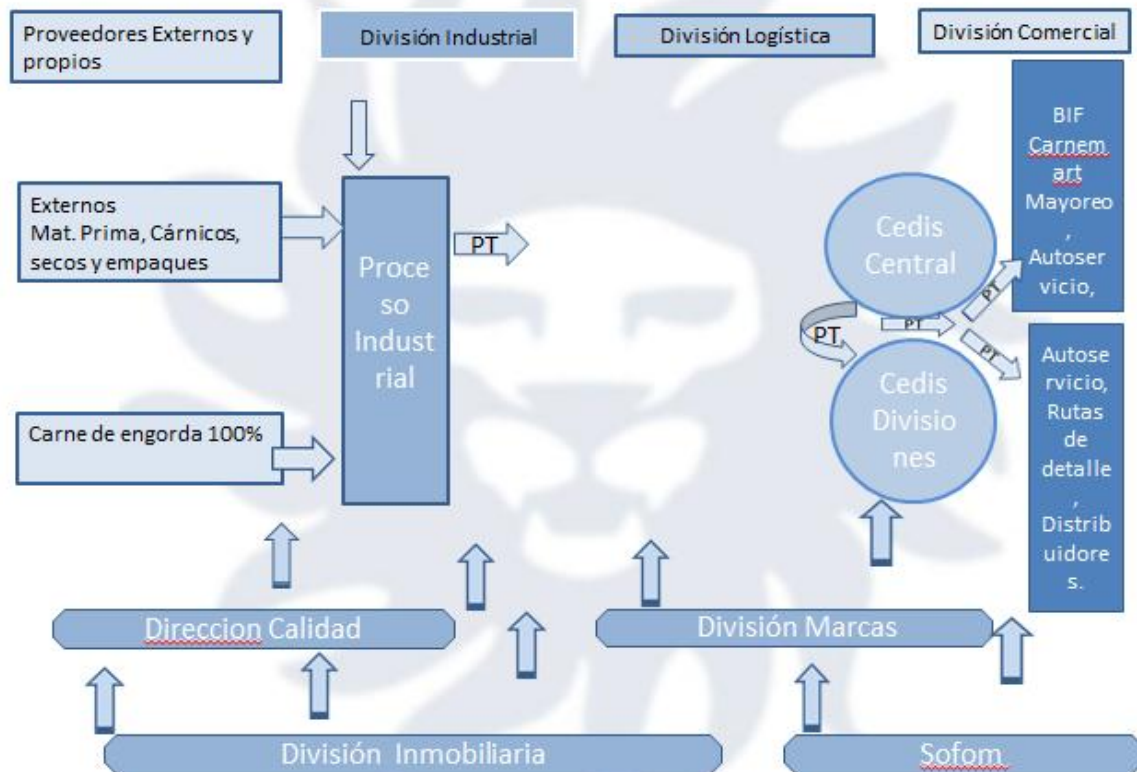 Proveedores Externos y
propios
División Industrial
División Logística
División Comercial
Externos
Mat. Prima, Cárnicos,
secos y empaques
Carne de engorda 100%
Proce
so
Indust
rial
PT
Cedis
Central
PT
PT
PT
PT
Cedis
Divisio
nes
BIF
Carnem
art
Mayoreo
,
Autoser
vicio,
Autose
rvicio,
Rutas
de
detalle
,
Distrib
uidore
s.
Direccion Calidad
División Marcas
División Inmobiliaria
Sofom